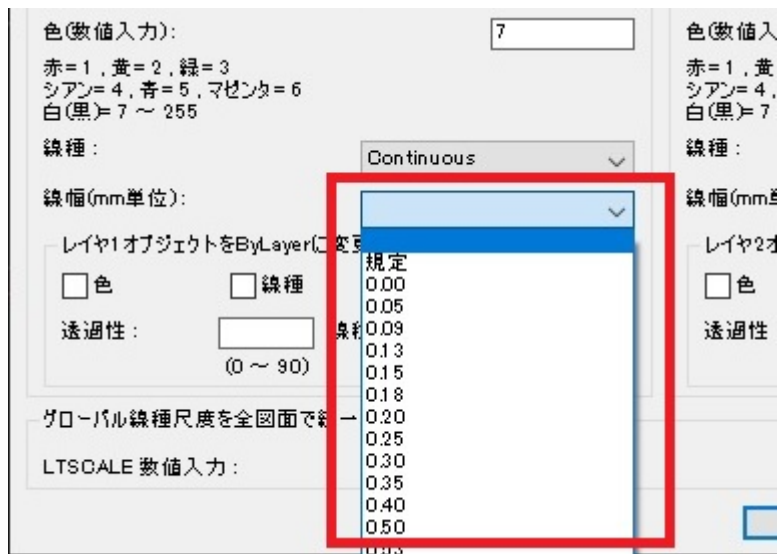 色(数値入力):
7
赤=1 , 黄=2 , 緑=3
シアン=4 , 青=5 , マゼンタ=6
白(黒)=7 ～ 255
線種 :
Continuous
線幅(mm単位):
規定
0.00
0.05
0.09
0.13
0.15
0.18
0.20
0.25
0.30
0.35
0.40
0.50
0.53
レイヤ1オブジェクトをByLayer(に変更
色
線種
透過性 :
線種
(0 ～ 90)
グローバル線種尺度を全図面で統一
LTSCALE 数値入力 :
色(数値入
赤=1 , 黄
シアン=4 ,
白(黒)=7
線種 :
線幅(mm単
レイヤ2オ
色
透過性